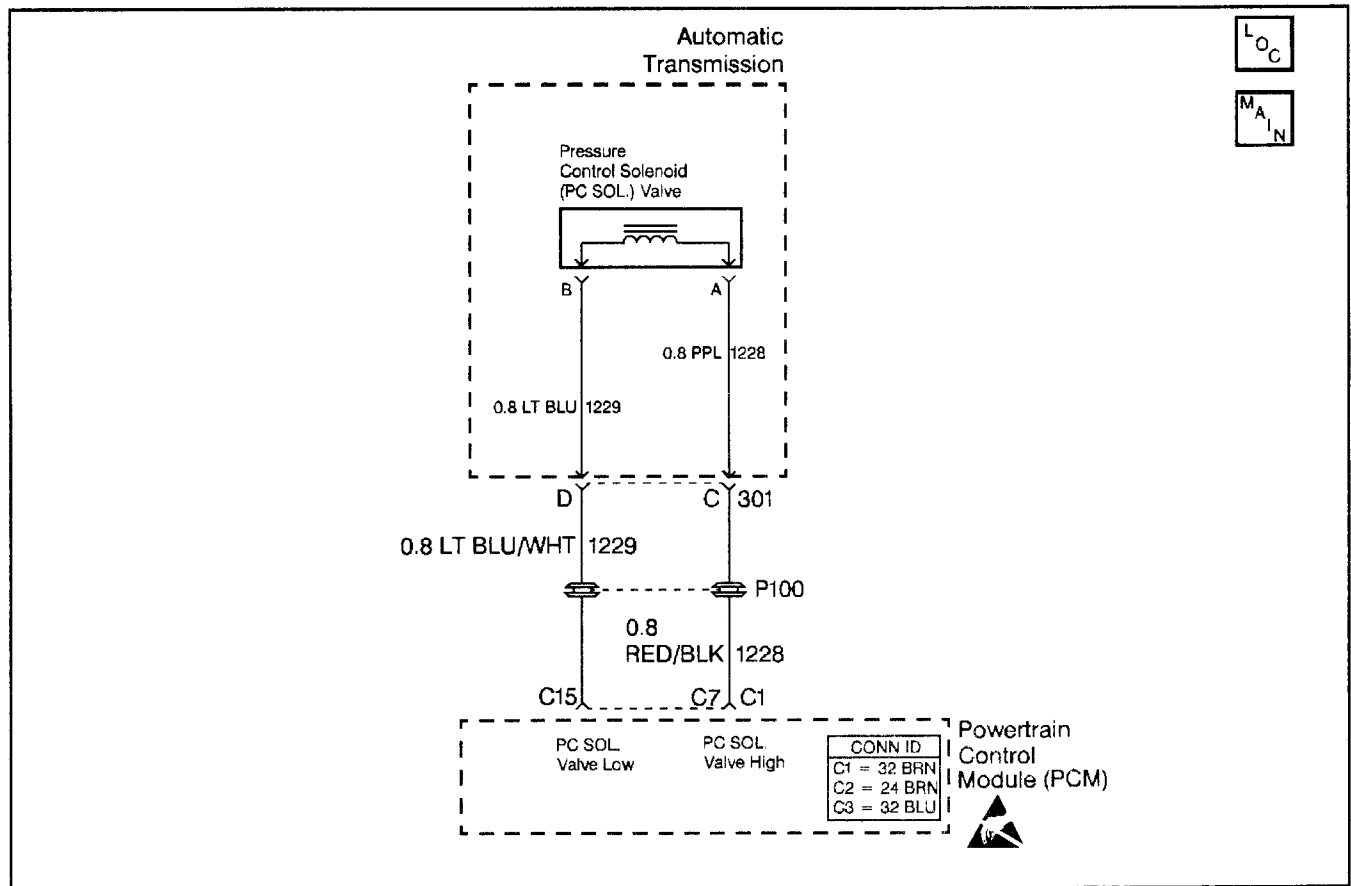 Automatic
Transmission
LOC
MAIN
Pressure
Control Solenoid
(PC SOL.) Valve
B
A
0.8 PPL 1228
0.8 LT BLU 1229
D
C 301
0.8 LT BLU/WHT 1229
P100
0.8
RED/BLK 1228
C15
C7 C1
PC SOL.
Valve Low
PC SOL.
Valve High
CONN ID
C1 = 32 BRN
C2 = 24 BRN
C3 = 32 BLU
Powertrain
Control
Module (PCM)